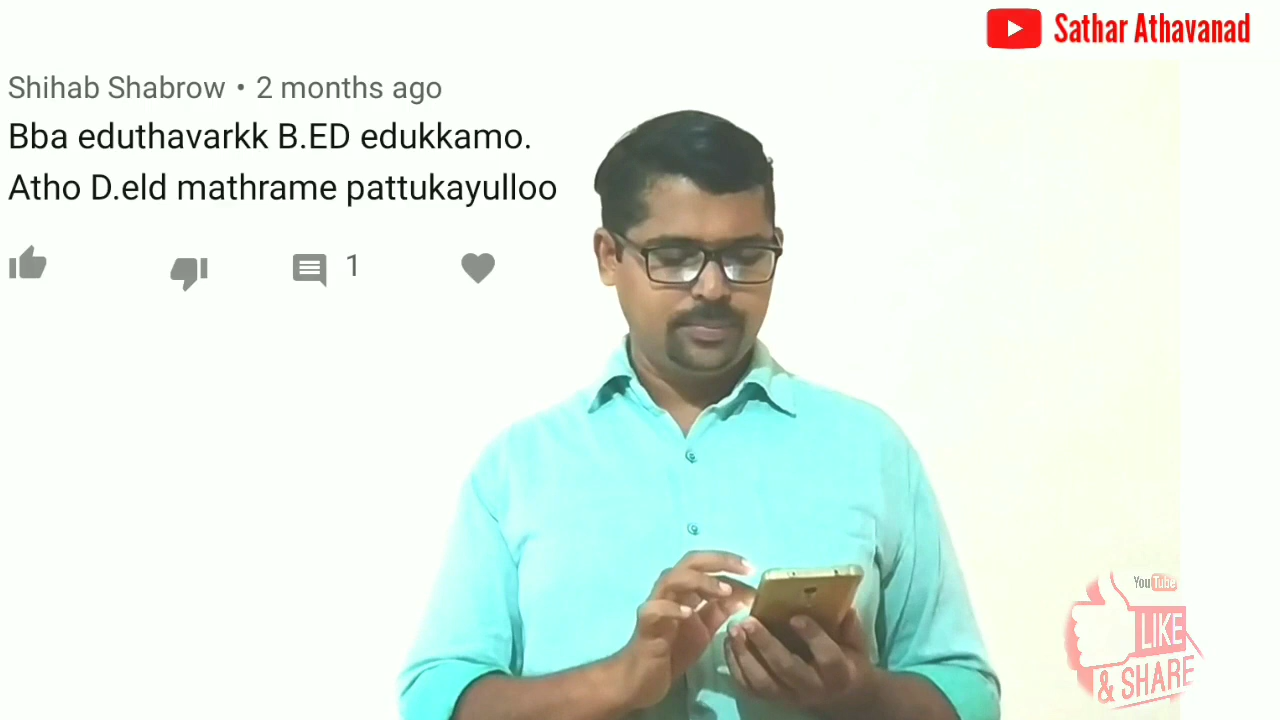 Sathar Athavanad
Shihab Shabrow • 2 months ago
Bba eduthavarkk B.ED edukkamo.
Atho D.eld mathrame pattukayulloo
1
YouTube
LIKE
& SHARE